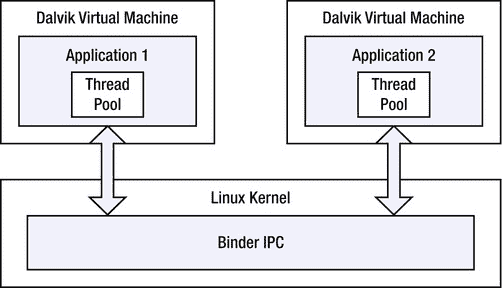 Dalvik Virtual Machine
Application 1
Thread
Pool
Dalvik Virtual Machine
Application 2
Thread
Pool
Linux Kernel
Binder IPC